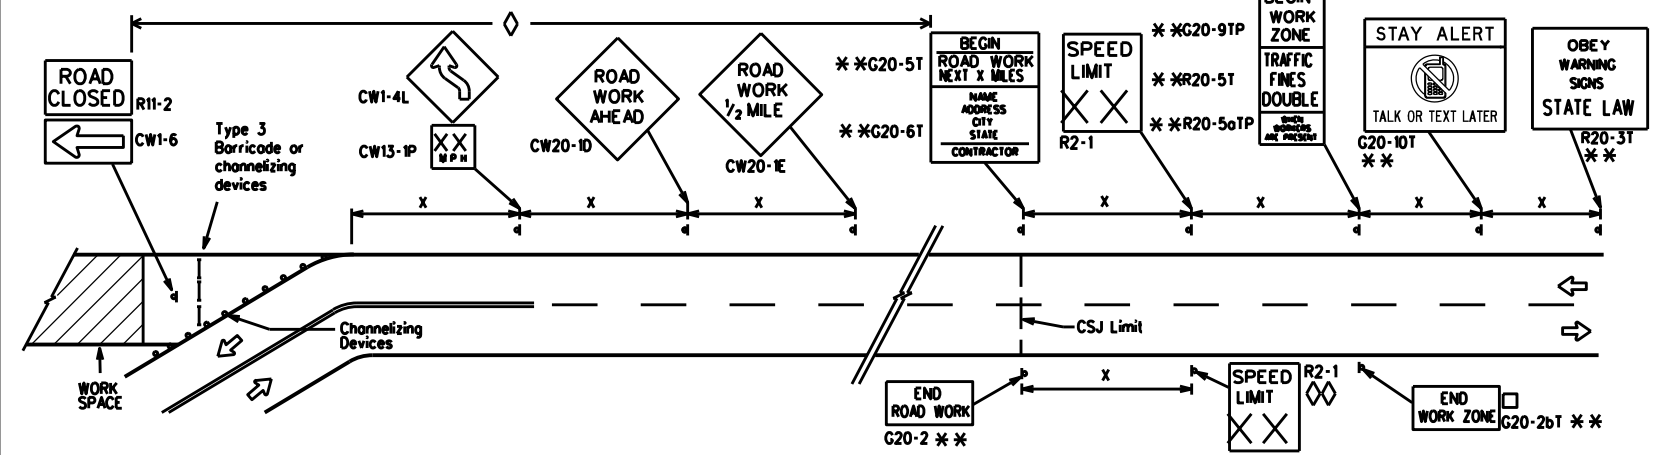 ROAD
CLOSED
R11-2
CW1-6
Type 3
Barricade or
channelizing
devices
CW1-4L
X X
M P H
CW13-1P
ROAD
WORK
AHEAD
CW20-1D
ROAD
WORK
1/2 MILE
CW20-1E
* *G20-5T
* *G20-6T
BEGIN
ROAD WORK
NEXT X MILES
NAME
ADDRESS
CITY
STATE
CONTRACTOR
SPEED
LIMIT
X X
R2-1
* *G20-9TP
* *R20-5T
* *R20-5aTP
BEGIN
WORK
ZONE
TRAFFIC
FINES
DOUBLE
WHEN
WORKERS
ARE PRESENT
STAY ALERT
TALK OR TEXT LATER
G20-10T
* *
OBEY
WARNING
SIGNS
STATE LAW
R20-3T
* *
X
X
X
X
X
X
X
Channelizing
Devices
CSJ Limit
WORK
SPACE
END
ROAD WORK
G20-2 * *
X
SPEED
LIMIT
X X
R2-1
END
WORK ZONE
G20-2bT * *